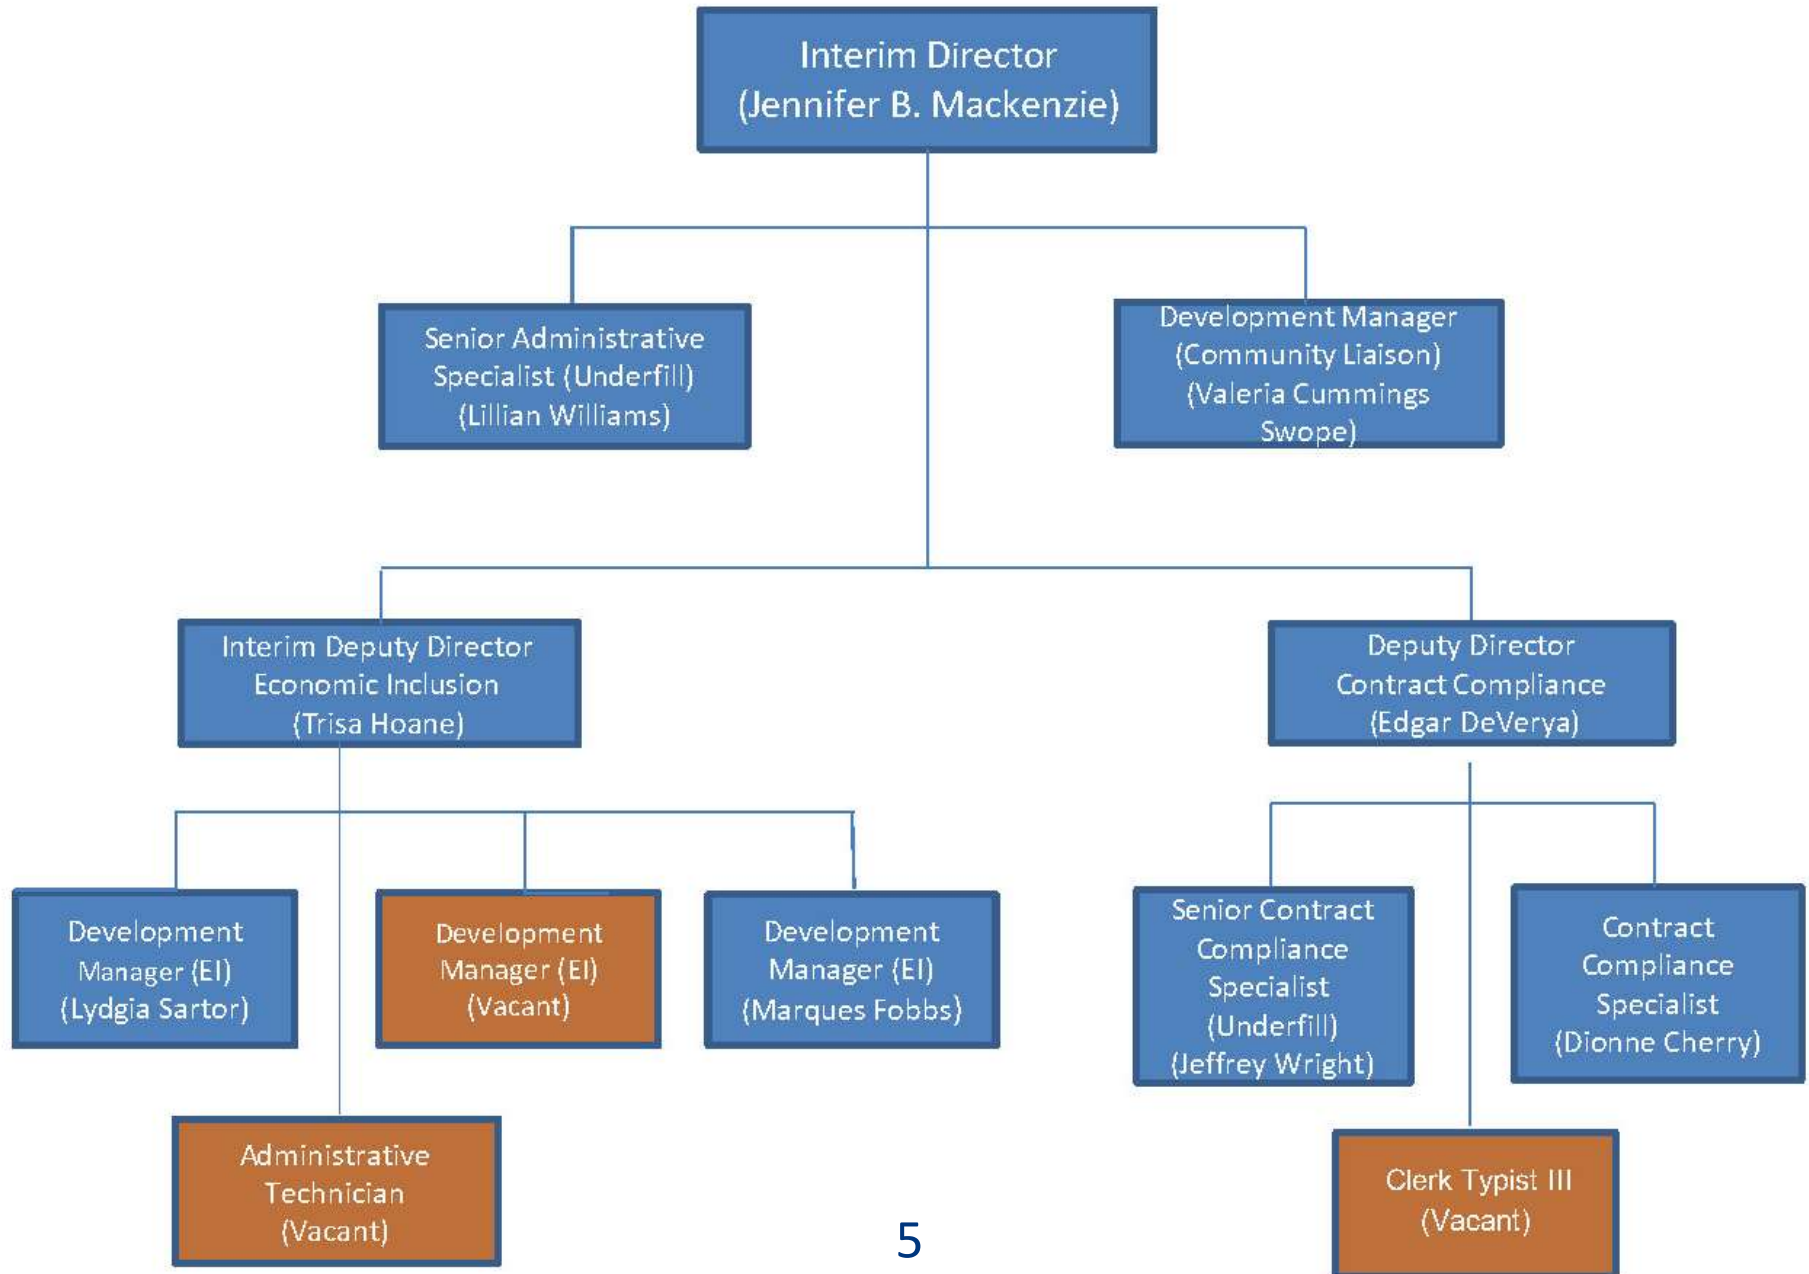 Interim Director
(Jennifer B. Mackenzie)
Senior Administrative
Specialist (Underfill)
(Lillian Williams)
Development Manager
(Community Liaison)
(Valeria Cummings
Swope)
Interim Deputy Director
Economic Inclusion
(Trisa Hoane)
Deputy Director
Contract Compliance
(Edgar DeVerya)
Development
Manager (EI)
(Lydgia Sartor)
Development
Manager (EI)
(Vacant)
Development
Manager (EI)
(Marques Fobbs)
Senior Contract
Compliance
Specialist
(Underfill)
(Jeffrey Wright)
Contract
Compliance
Specialist
(Dionne Cherry)
Administrative
Technician
(Vacant)
Clerk Typist III
(Vacant)
5